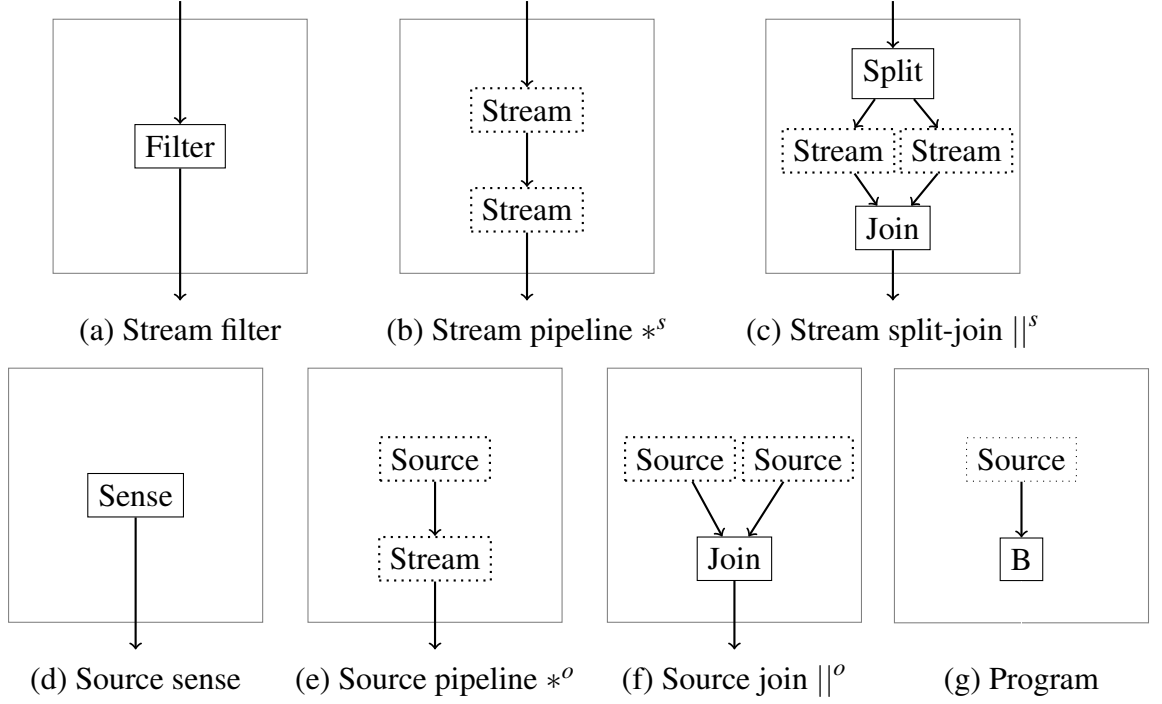 Split
Filter
Stream
Stream
Stream Stream
Join
(a) Stream filter
(b) Stream pipeline ∗ˢ
(c) Stream split-join ||ˢ
Sense
Source
Stream
Source Source
Join
Source
B
(d) Source sense
(e) Source pipeline ∗ᵒ
(f) Source join ||ᵒ
(g) Program